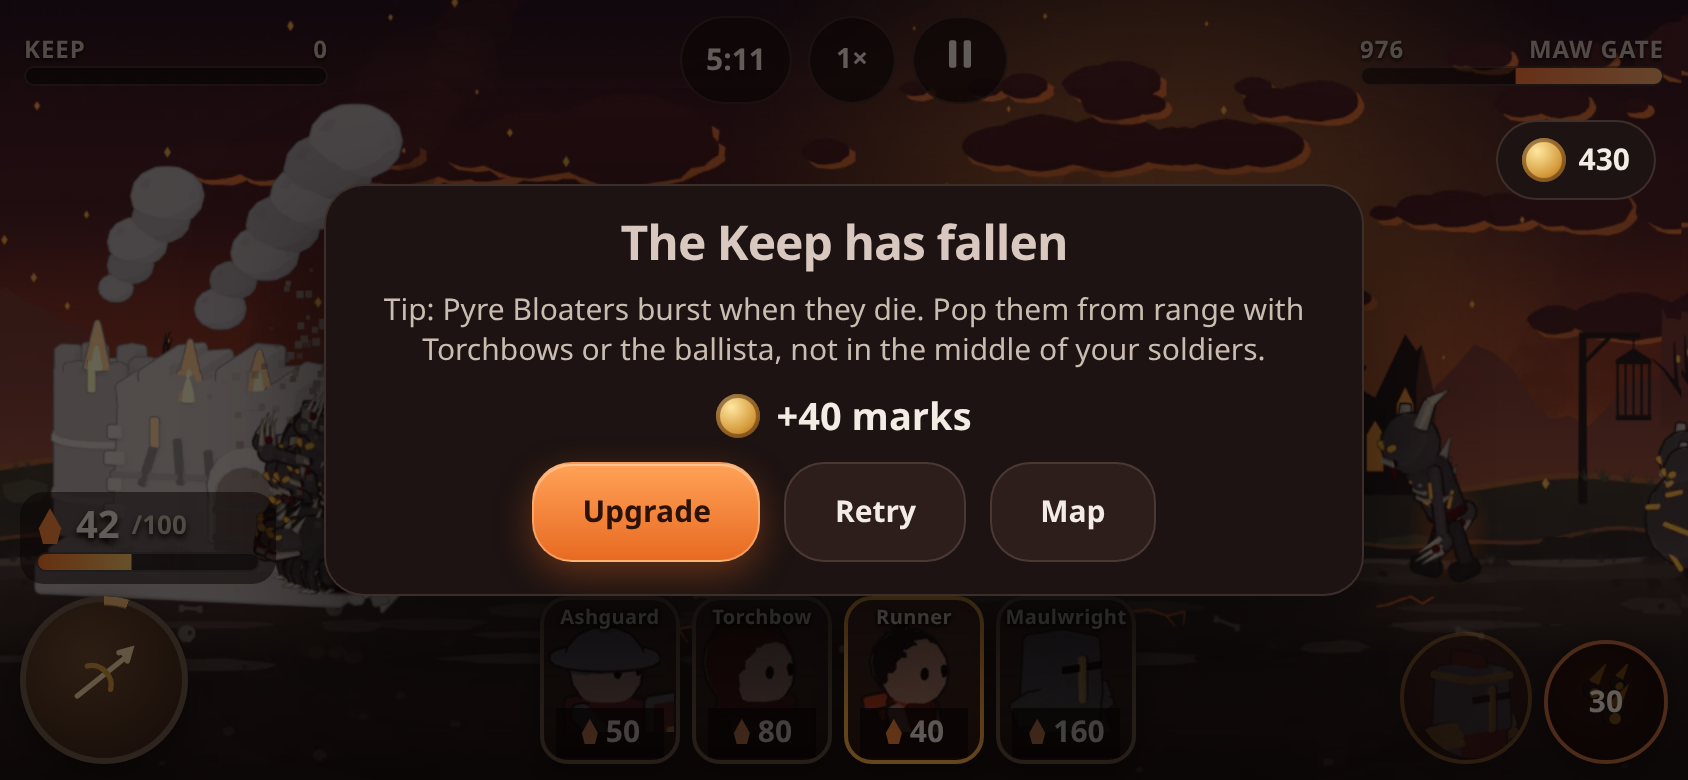 KEEP 0
5:11
1×
976 MAW GATE
430
The Keep has fallen
Tip: Pyre Bloaters burst when they die. Pop them from range with
Torchbows or the ballista, not in the middle of your soldiers.
+40 marks
Upgrade
Retry
Map
42 /100
Ashguard
50
Torchbow
80
Runner
40
Maulwright
160
30